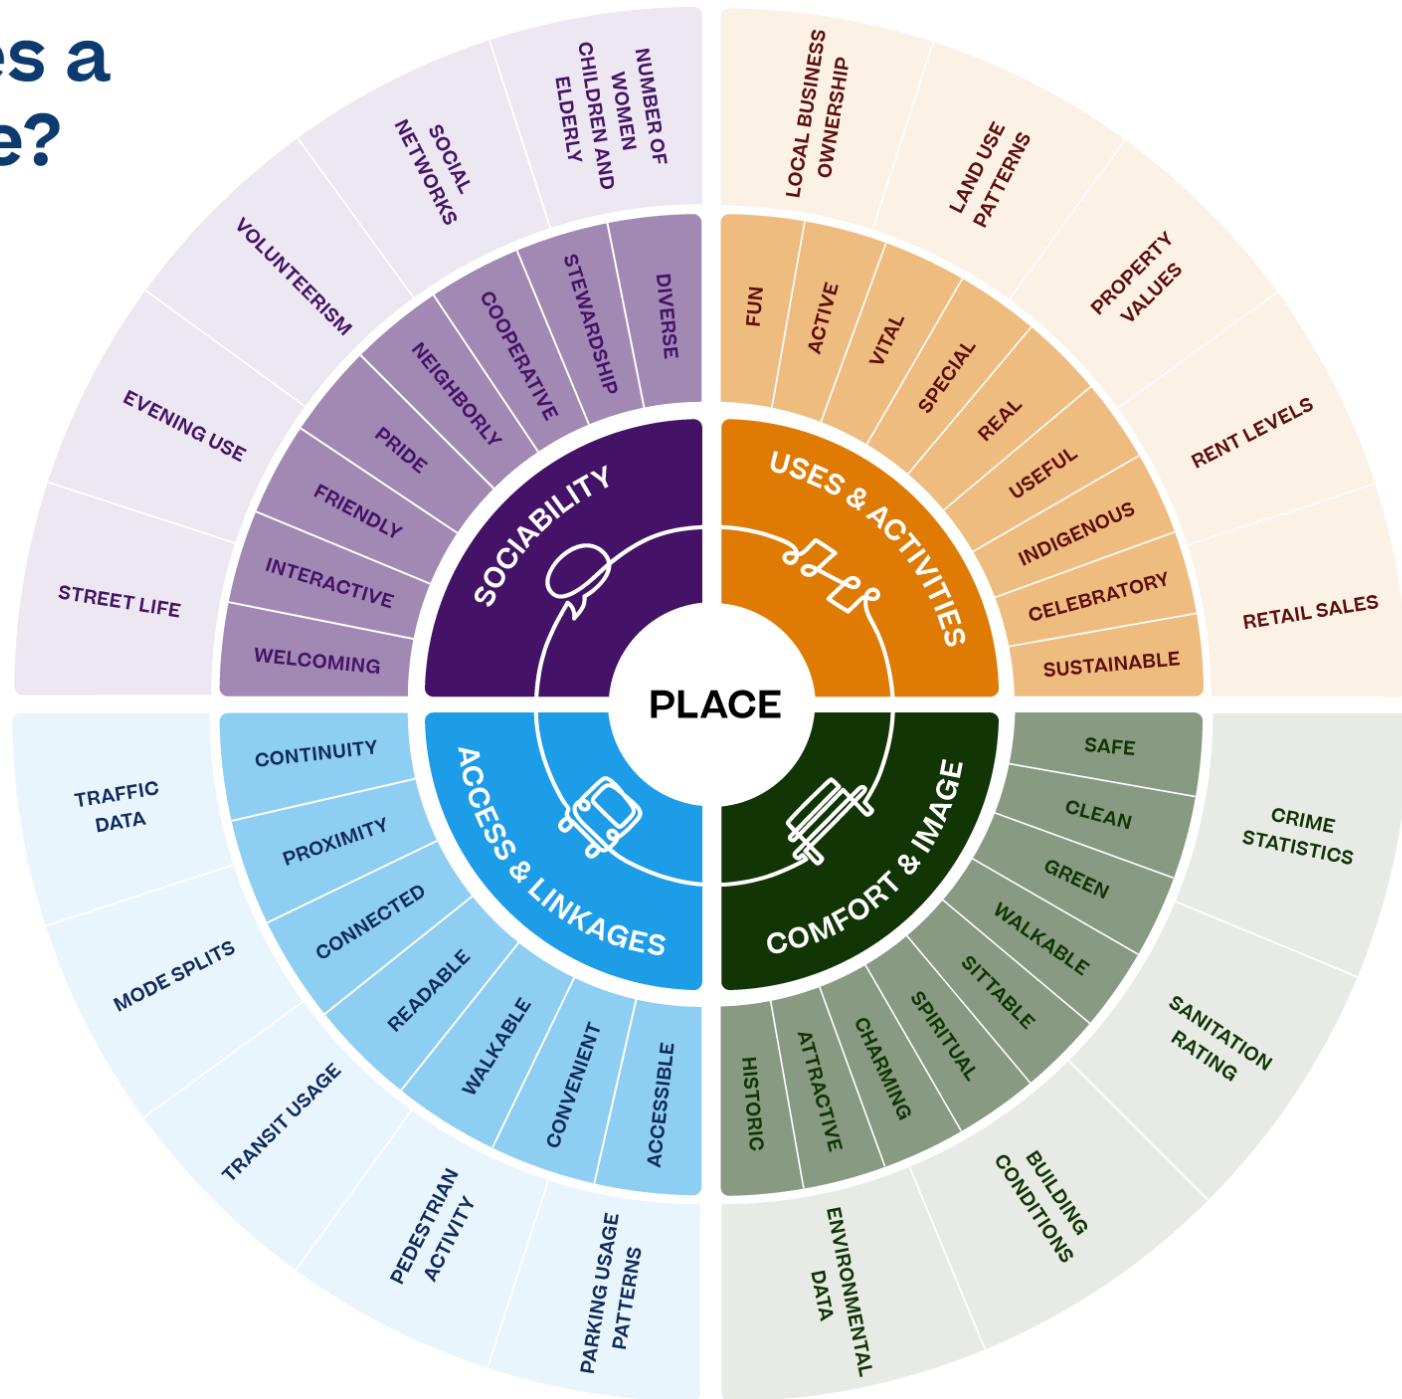 es a
e?
PLACE
SOCIABILITY
USES & ACTIVITIES
COMFORT & IMAGE
ACCESS & LINKAGES
WELCOMING
INTERACTIVE
FRIENDLY
PRIDE
NEIGHBORLY
COOPERATIVE
STEWARDSHIP
DIVERSE
STREET LIFE
EVENING USE
VOLUNTEERISM
SOCIAL
NETWORKS
NUMBER OF
WOMEN
CHILDREN AND
ELDERLY
FUN
ACTIVE
VITAL
SPECIAL
REAL
USEFUL
INDIGENOUS
CELEBRATORY
SUSTAINABLE
LOCAL BUSINESS
OWNERSHIP
LAND USE
PATTERNS
PROPERTY
VALUES
RENT LEVELS
RETAIL SALES
SAFE
CLEAN
GREEN
WALKABLE
SITTABLE
SPIRITUAL
CHARMING
ATTRACTIVE
HISTORIC
CRIME
STATISTICS
SANITATION
RATING
BUILDING
CONDITIONS
ENVIRONMENTAL
DATA
CONTINUITY
PROXIMITY
CONNECTED
READABLE
WALKABLE
CONVENIENT
ACCESSIBLE
TRAFFIC
DATA
MODE SPLITS
TRANSIT USAGE
PEDESTRIAN
ACTIVITY
PARKING USAGE
PATTERNS